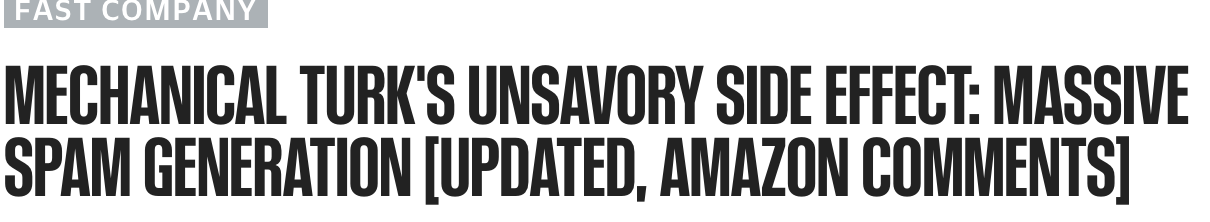 FAST COMPANY
MECHANICAL TURK'S UNSAVORY SIDE EFFECT: MASSIVE
SPAM GENERATION [UPDATED, AMAZON COMMENTS]